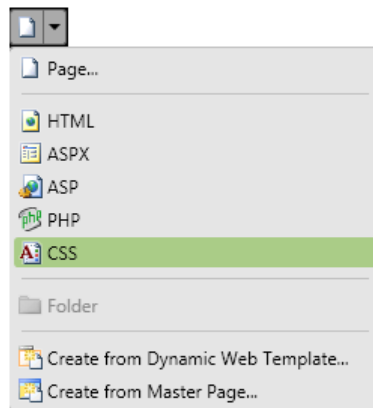 Page...
HTML
ASPX
ASP
PHP
CSS
Folder
Create from Dynamic Web Template...
Create from Master Page...